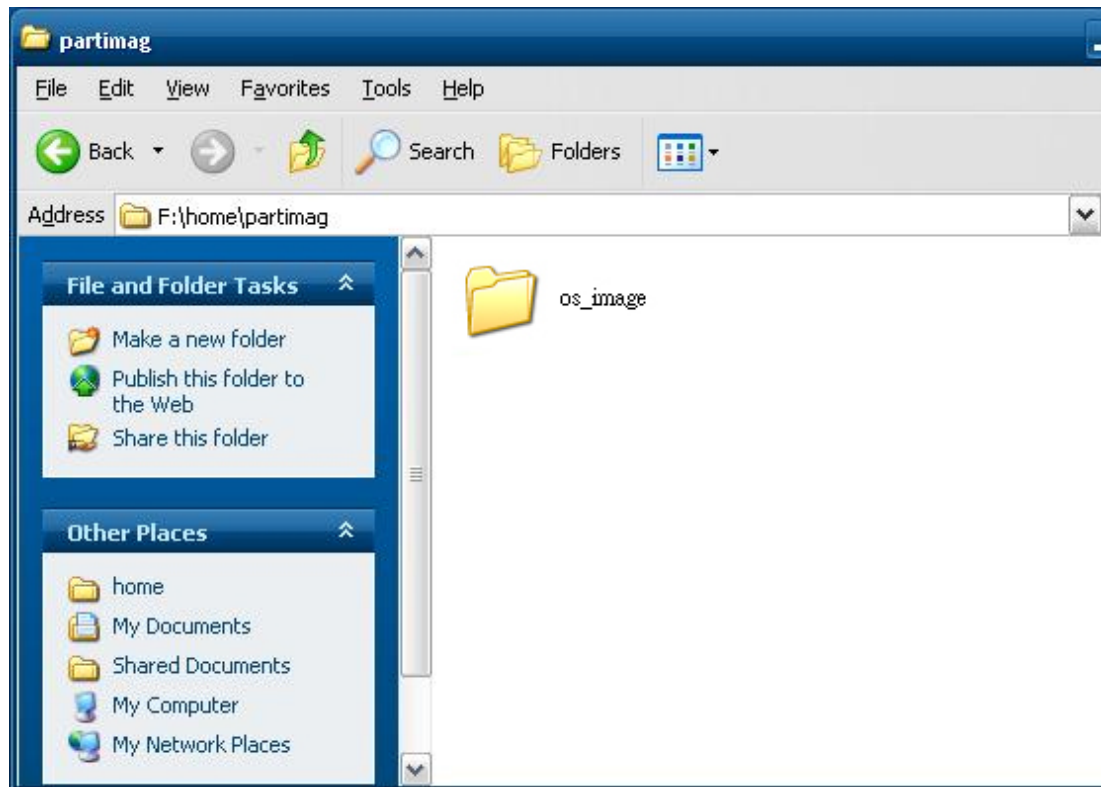 partimag
File Edit View Favorites Tools Help
Back Search Folders
Address F:\home\partimag
File and Folder Tasks
Make a new folder
Publish this folder to
the Web
Share this folder
Other Places
home
My Documents
Shared Documents
My Computer
My Network Places
os_image